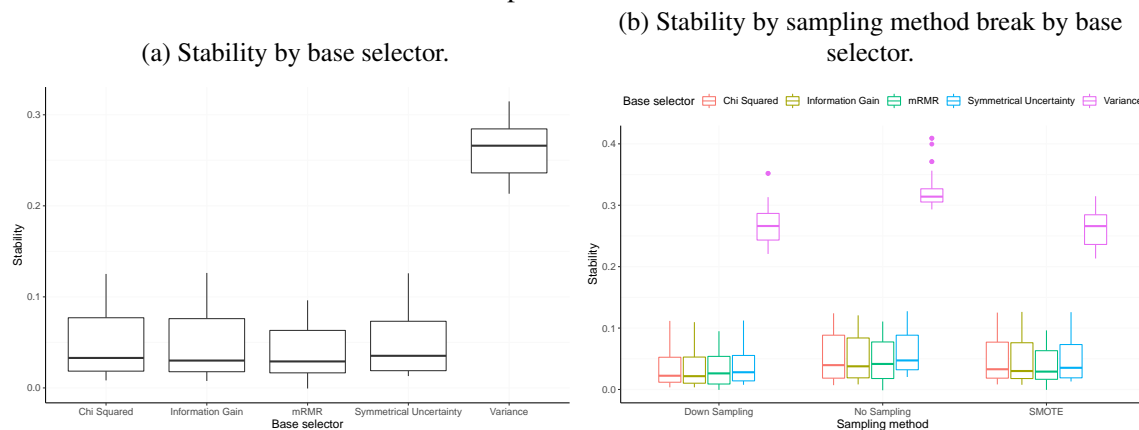 (a) Stability by base selector.
0.3
0.2
0.1
0.0
Stability
Chi Squared Information Gain mRMR Symmetrical Uncertainty Variance
Base selector
(b) Stability by sampling method break by base
selector.
Base selector Chi Squared Information Gain mRMR Symmetrical Uncertainty Variance
0.4
0.3
0.2
0.1
0.0
Stability
Down Sampling No Sampling SMOTE
Sampling method